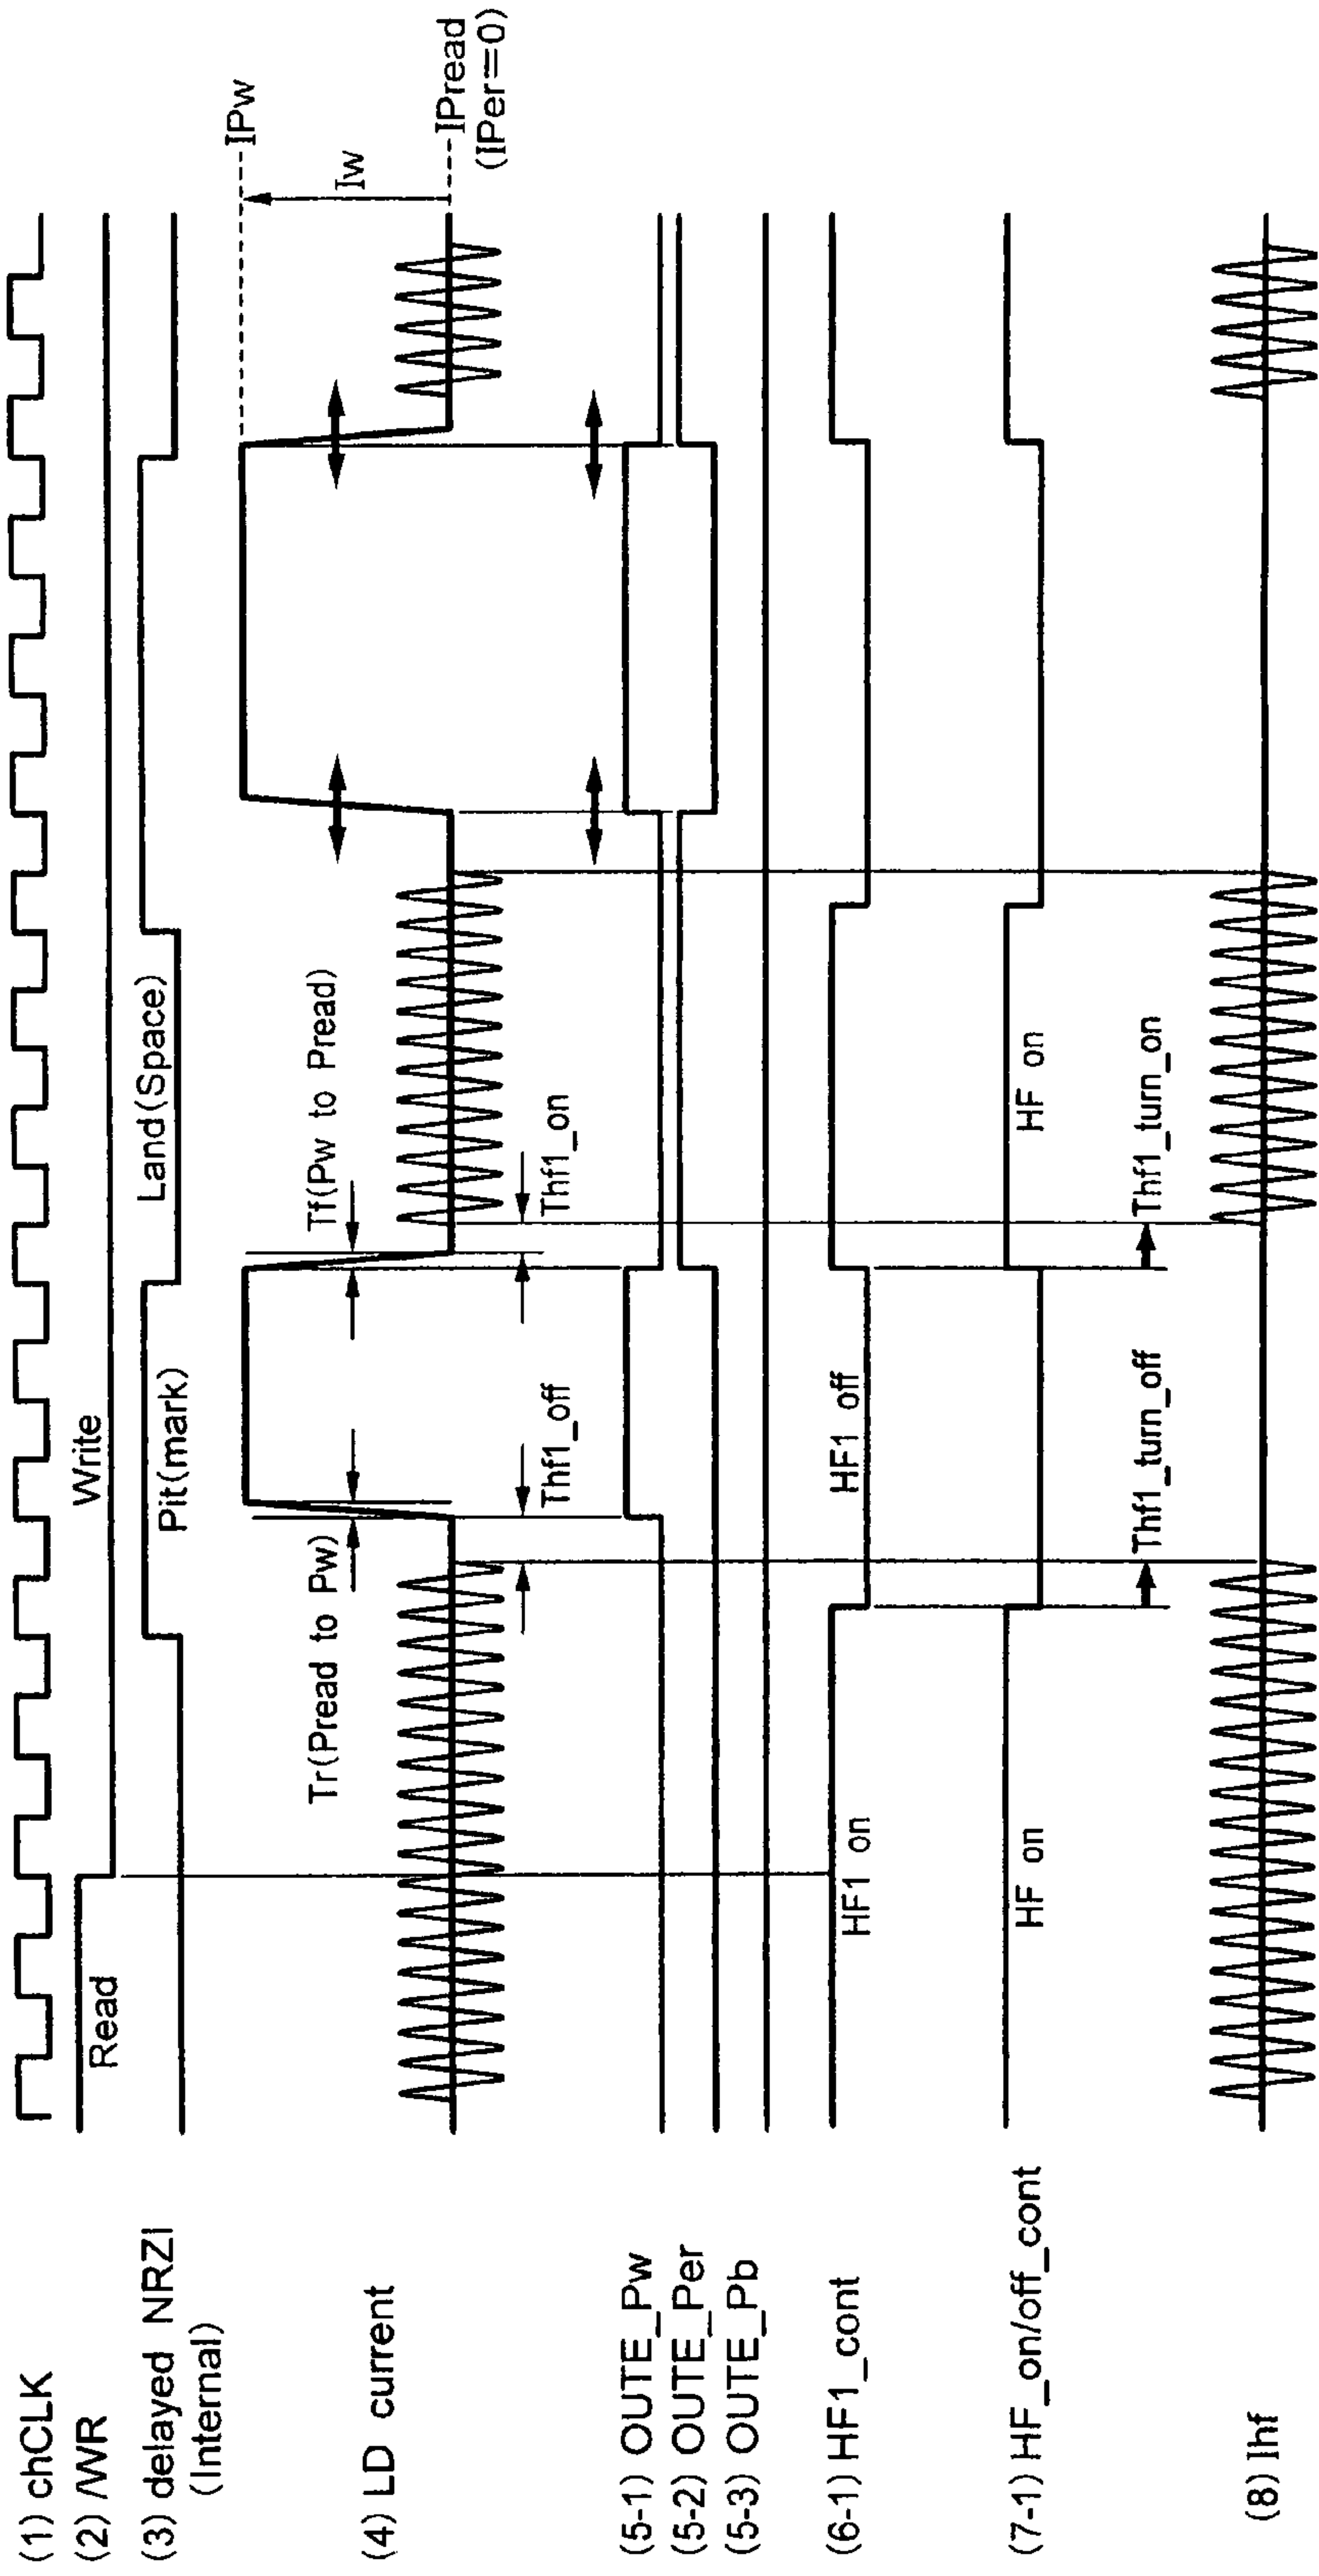 (1) chCLK
(2) /WR
Read
Write
(3) delayed NRZI
(Internal)
Pit(mark)
Land(Space)
(4) LD current
Tr(Pread to Pw)
Tf(Pw to Pread)
Thf1_off
Thf1_on
IPw
Iw
IPread
(IPer=0)
(5-1) OUTE_Pw
(5-2) OUTE_Per
(5-3) OUTE_Pb
(6-1) HF1_cont
HF1 on
HF1 off
(7-1) HF_on/off_cont
HF on
HF on
Thf1_turn_off
Thf1_turn_on
(8) Ihf